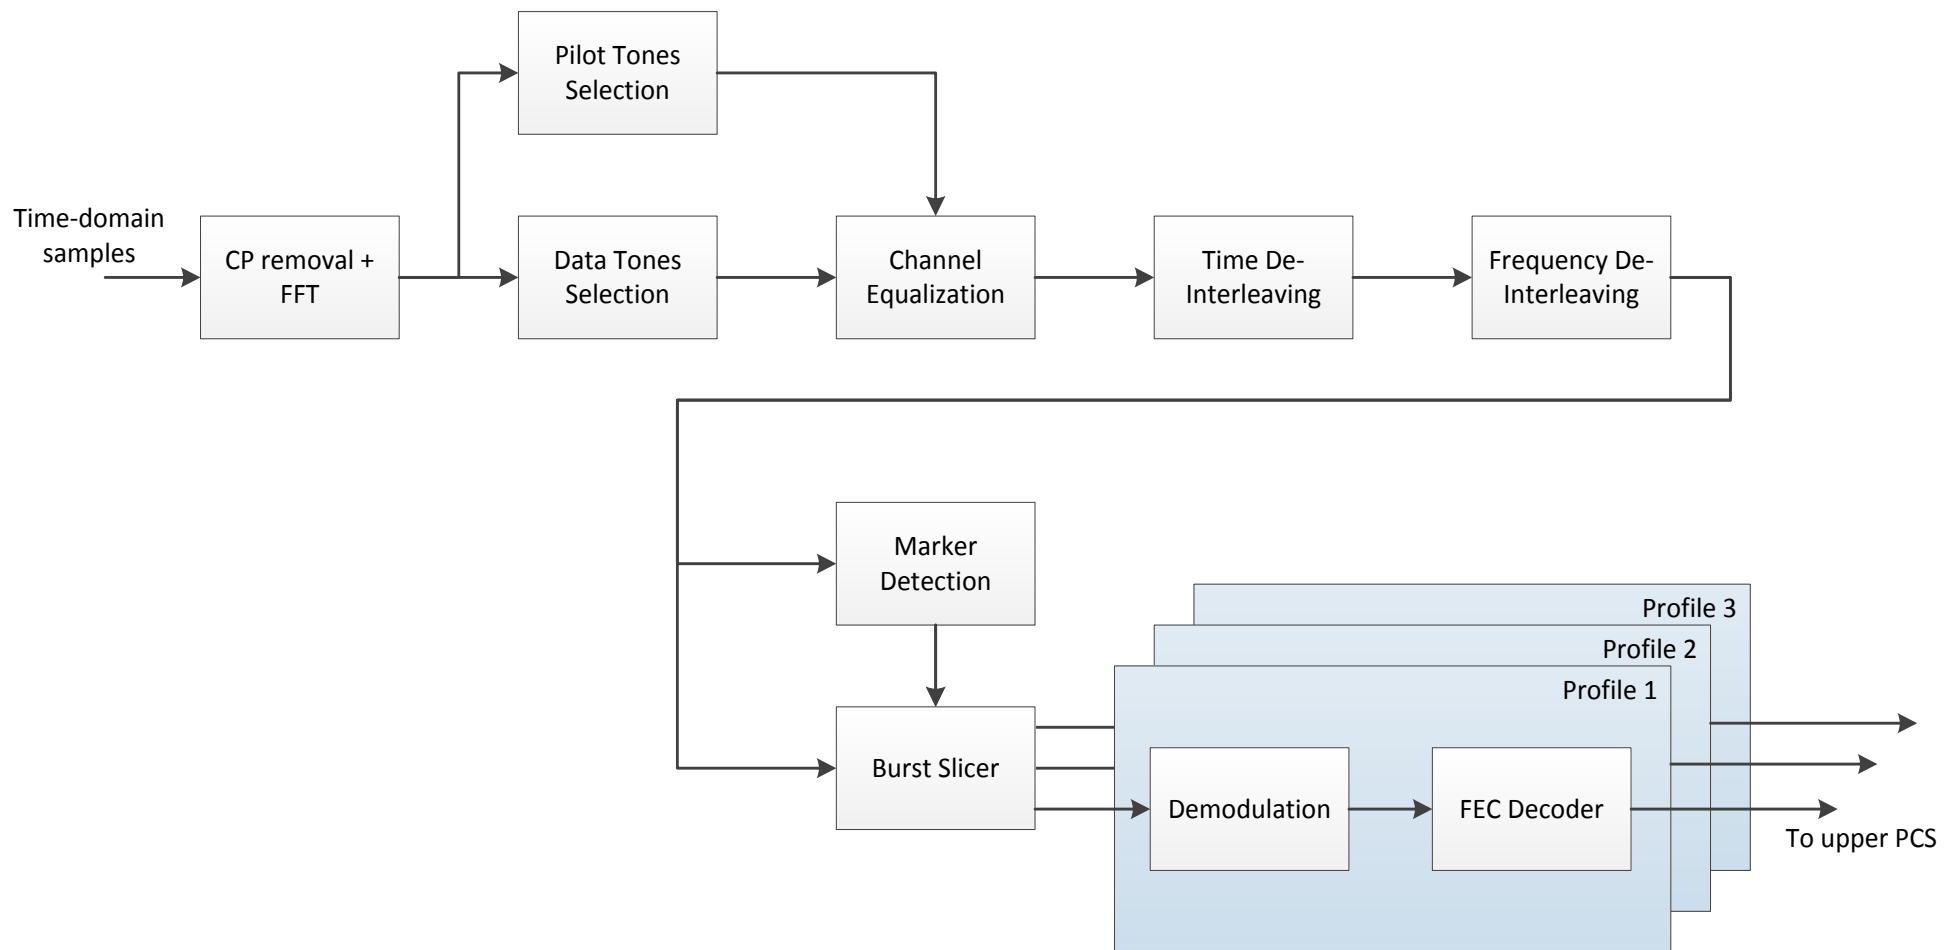 Pilot Tones
Selection
Time-domain
samples
CP removal +
FFT
Data Tones
Selection
Channel
Equalization
Time De-
Interleaving
Frequency De-
Interleaving
Marker
Detection
Profile 3
Profile 2
Profile 1
Burst Slicer
Demodulation
FEC Decoder
To upper PCS